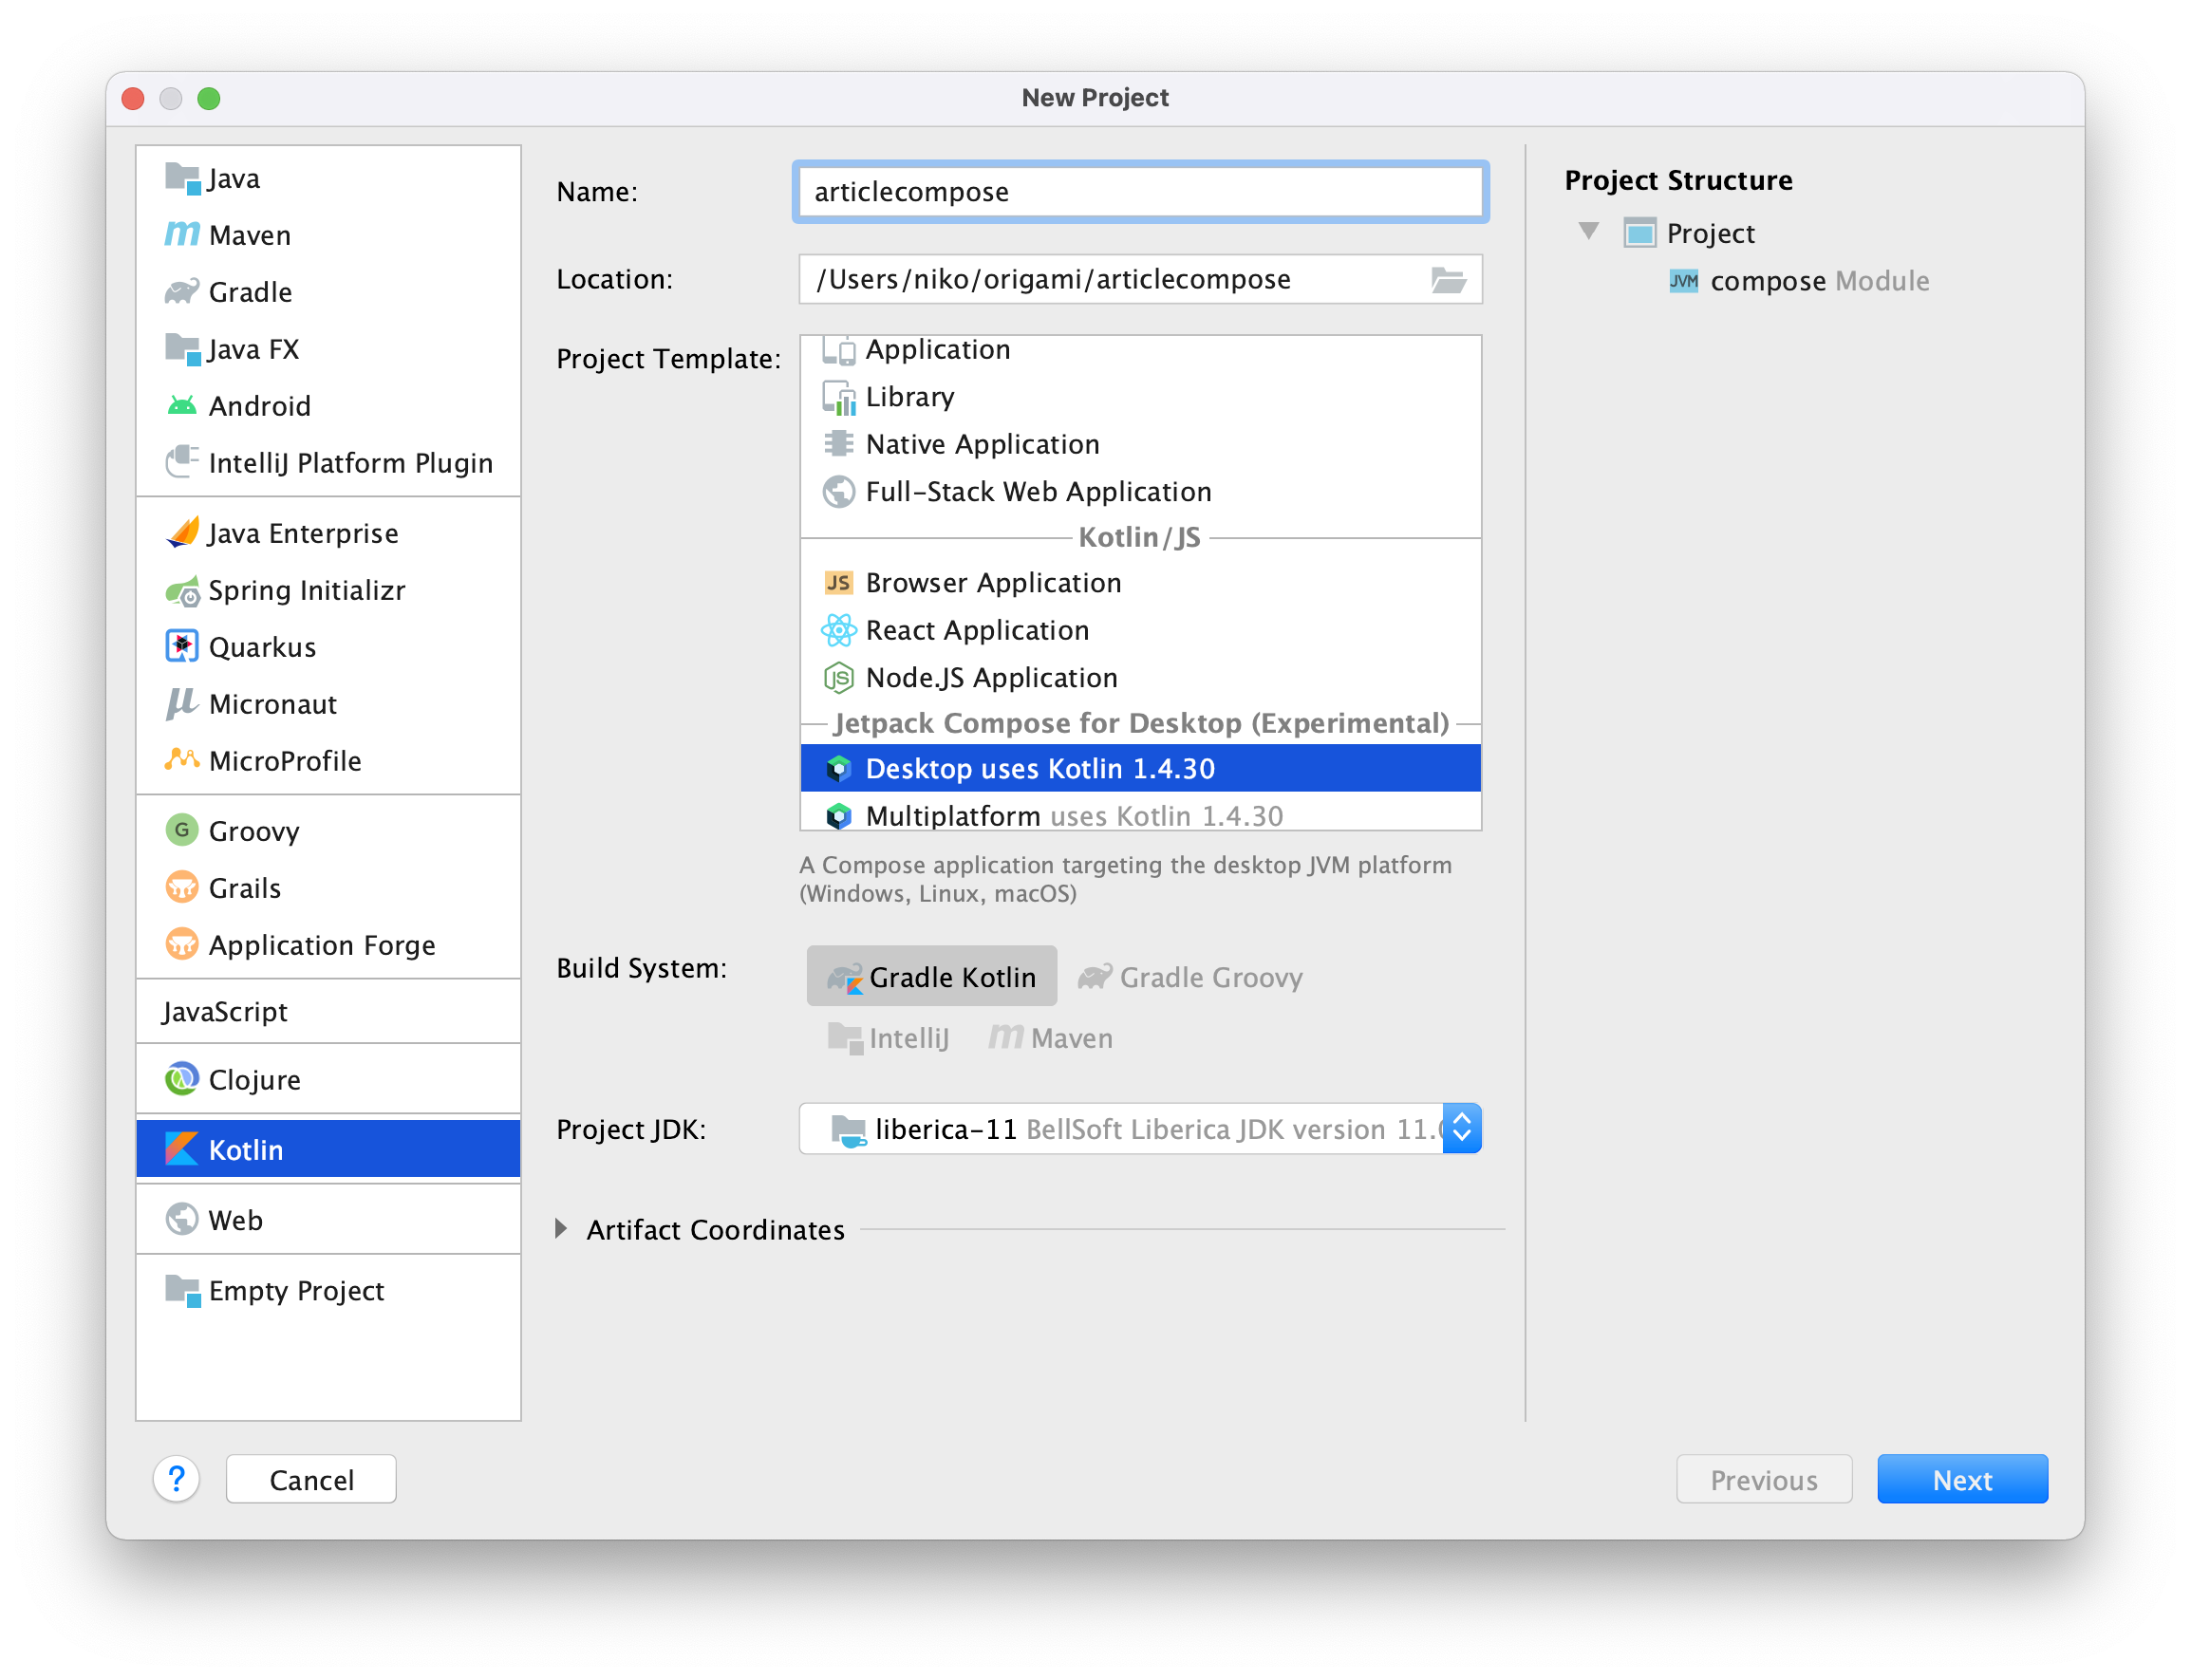 New Project
Java
Maven
Gradle
Java FX
Android
IntelliJ Platform Plugin
Java Enterprise
Spring Initializr
Quarkus
Micronaut
MicroProfile
G Groovy
Grails
Application Forge
JavaScript
Clojure
Kotlin
Web
Empty Project
Name: articlecompose
Location: /Users/niko/origami/articlecompose
Project Template:
Application
Library
Native Application
Full-Stack Web Application
Kotlin/JS
JS Browser Application
React Application
JS Node.JS Application
Jetpack Compose for Desktop (Experimental)
Desktop uses Kotlin 1.4.30
Multiplatform uses Kotlin 1.4.30
A Compose application targeting the desktop JVM platform
(Windows, Linux, macOS)
Build System: Gradle Kotlin Gradle Groovy
IntelliJ Maven
Project JDK: liberica-11 BellSoft Liberica JDK version 11.
Artifact Coordinates
Project Structure
Project
JVM compose Module
? Cancel
Previous Next